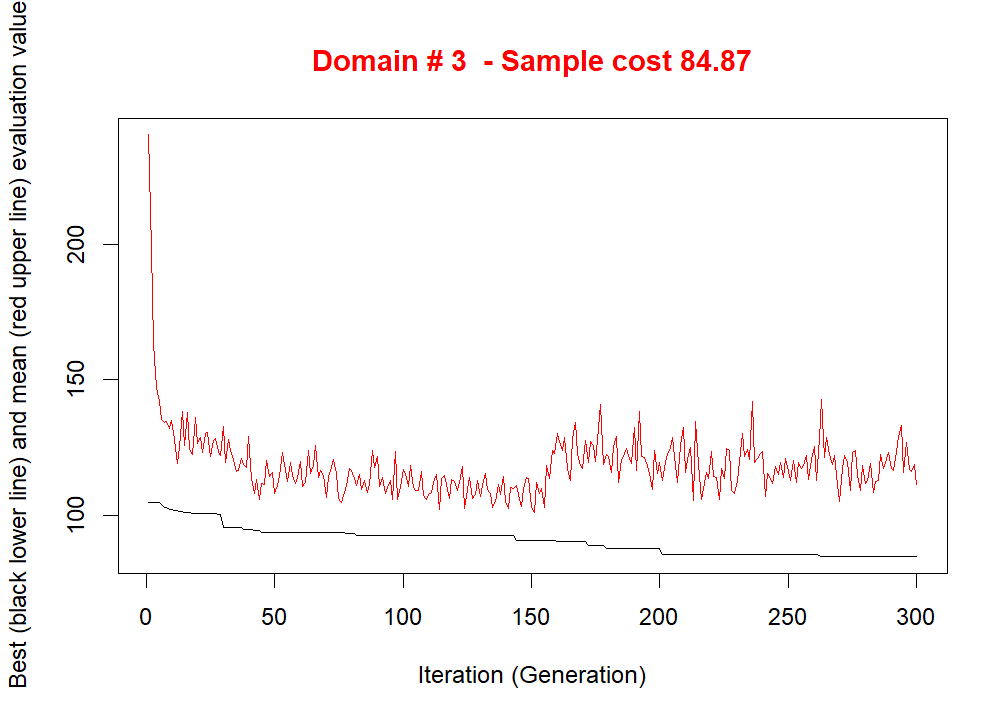 Domain # 3  - Sample cost 84.87
Best (black lower line) and mean (red upper line) evaluation value
200
150
100
0 50 100 150 200 250 300
Iteration (Generation)